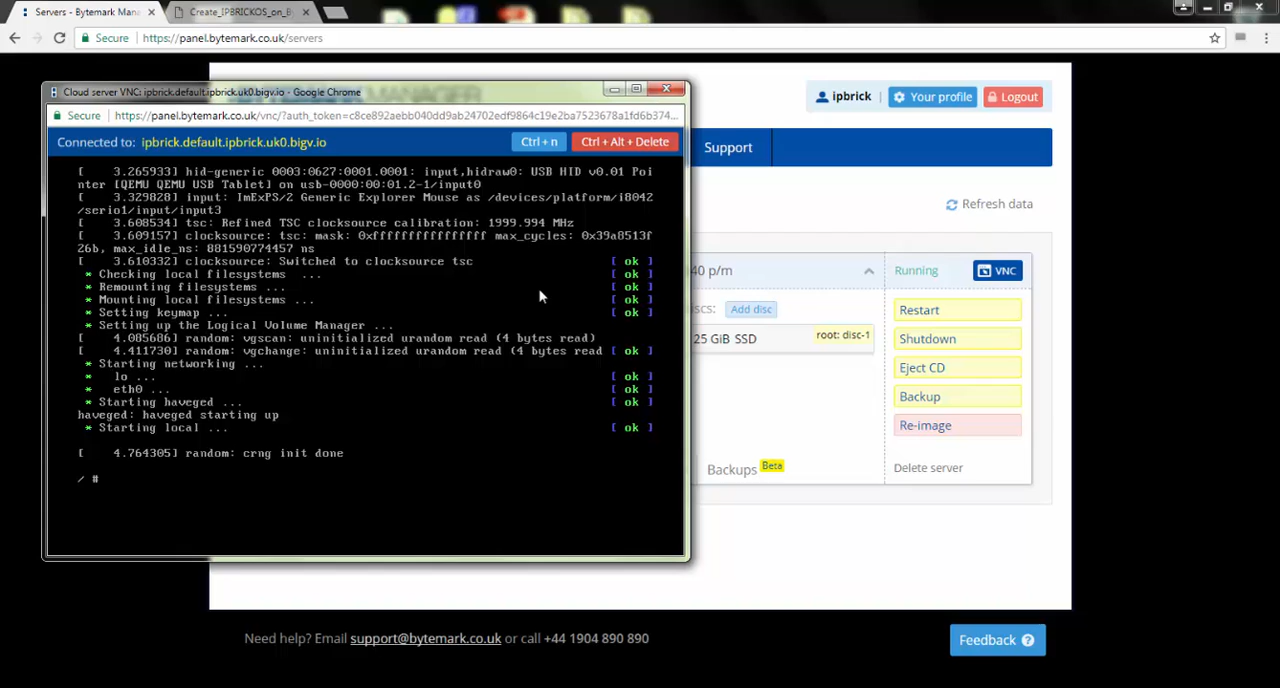 Servers - Bytemark Mana
Create_IPBRICKOS_on_B
Secure
https://panel.bytemark.co.uk/servers
ipbrick
Your profile
Logout
Support
Refresh data
Cloud server VNC: ipbrick.default.ipbrick.uk0.bigv.io - Google Chrome
Secure
https://panel.bytemark.co.uk/vnc/?auth_token=c8ce892aebb040dd9ab24702edf9864c19e2ba7523678a1fd6b374...
Connected to: ipbrick.default.ipbrick.uk0.bigv.io
Ctrl + n
Ctrl + Alt + Delete
[ 3.265933] hid-generic 0003:0627:0001.0001: input,hidraw0: USB HID v0.01 Poi
nter [QEMU QEMU USB Tablet] on usb-0000:00:01.2-1/input0
[ 3.329828] input: ImExPS/2 Generic Explorer Mouse as /devices/platform/i8042
/serio1/input/input3
[ 3.608534] tsc: Refined TSC clocksource calibration: 1999.994 MHz
[ 3.609157] clocksource: tsc: mask: 0xffffffffffffffff max_cycles: 0x39a8513f
26b, max_idle_ns: 881590774457 ns
[ 3.610332] clocksource: Switched to clocksource tsc [ ok ]
* Checking local filesystems ... [ ok ]
* Remounting filesystems ... [ ok ]
* Mounting local filesystems ... [ ok ]
* Setting keymap ... [ ok ]
* Setting up the Logical Volume Manager ...
[ 4.085686] random: vgscan: uninitialized urandom read (4 bytes read)
[ 4.411730] random: vgchange: uninitialized urandom read (4 bytes read [ ok ]
* Starting networking ...
* lo ... [ ok ]
* eth0 ... [ ok ]
* Starting haveged ... [ ok ]
haveged: haveged starting up
* Starting local ... [ ok ]
[ 4.764305] random: crng init done
/ #
40 p/m
Add disc
25 GiB SSD
root: disc-1
Backups
Beta
Running
VNC
Restart
Shutdown
Eject CD
Backup
Re-image
Delete server
Need help? Email support@bytemark.co.uk or call +44 1904 890 890
Feedback